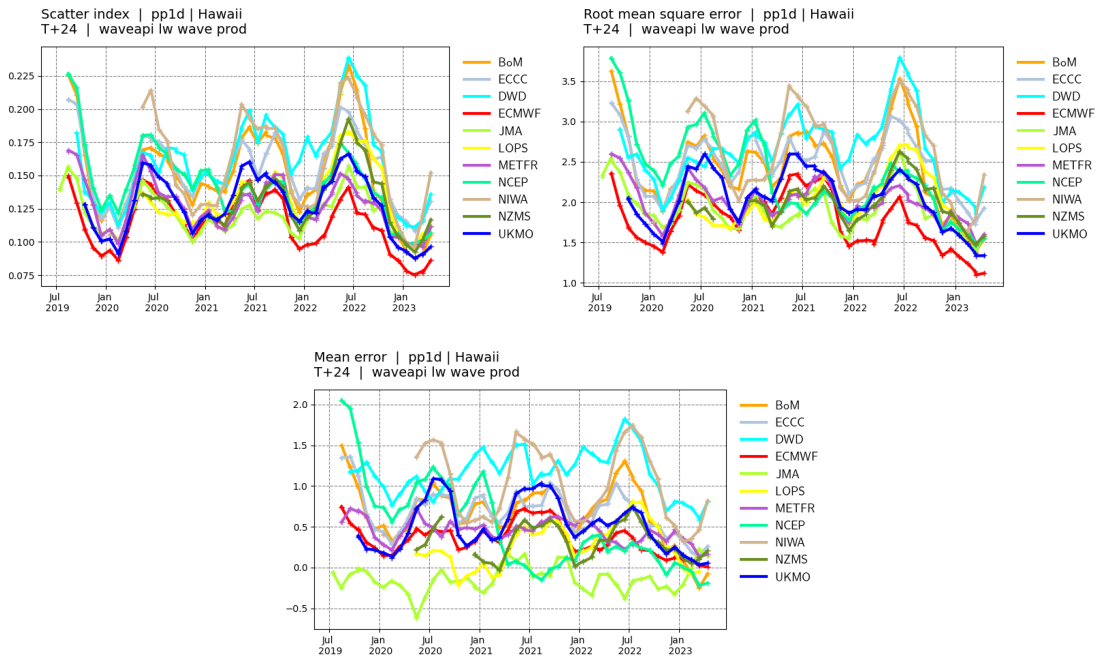 Scatter index | pp1d | Hawaii
T+24 | waveapi lw wave prod
0.225
0.200
0.175
0.150
0.125
0.100
0.075
Jul
2019
Jan
2020
Jul
2020
Jan
2021
Jul
2021
Jan
2022
Jul
2022
Jan
2023
BoM
ECCC
DWD
ECMWF
JMA
LOPS
METFR
NCEP
NIWA
NZMS
UKMO
Root mean square error | pp1d | Hawaii
T+24 | waveapi lw wave prod
3.5
3.0
2.5
2.0
1.5
1.0
Jul
2019
Jan
2020
Jul
2020
Jan
2021
Jul
2021
Jan
2022
Jul
2022
Jan
2023
BoM
ECCC
DWD
ECMWF
JMA
LOPS
METFR
NCEP
NIWA
NZMS
UKMO
Mean error | pp1d | Hawaii
T+24 | waveapi lw wave prod
2.0
1.5
1.0
0.5
0.0
−0.5
Jul
2019
Jan
2020
Jul
2020
Jan
2021
Jul
2021
Jan
2022
Jul
2022
Jan
2023
BoM
ECCC
DWD
ECMWF
JMA
LOPS
METFR
NCEP
NIWA
NZMS
UKMO